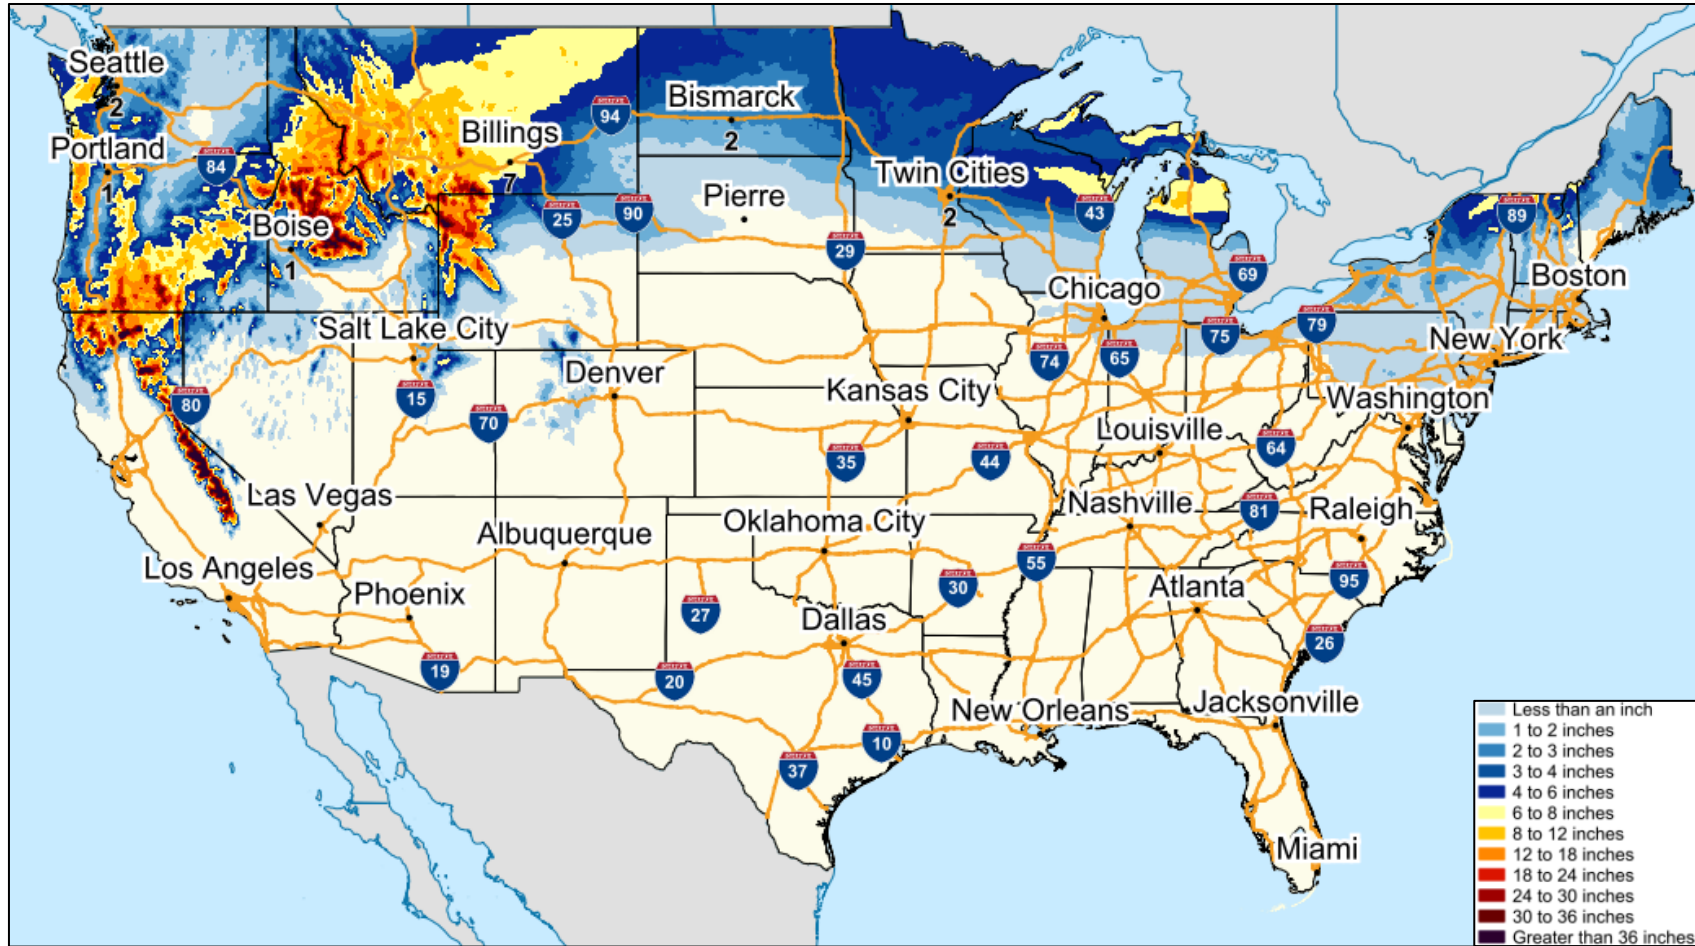 Seattle
2
Portland
1
84
Boise
1
Billings
7
94
Bismarck
2
25
90
Pierre
Twin Cities
2
29
43
89
69
Boston
Chicago
79
75
New York
74
65
Salt Lake City
Denver
80
15
70
Kansas City
Washington
Louisville
64
35
44
Las Vegas
Albuquerque
Oklahoma City
Nashville
81
Raleigh
Los Angeles
Phoenix
55
30
27
Atlanta
95
Dallas
26
19
20
45
New Orleans
Jacksonville
10
37
Miami
Less than an inch
1 to 2 inches
2 to 3 inches
3 to 4 inches
4 to 6 inches
6 to 8 inches
8 to 12 inches
12 to 18 inches
18 to 24 inches
24 to 30 inches
30 to 36 inches
Greater than 36 inches